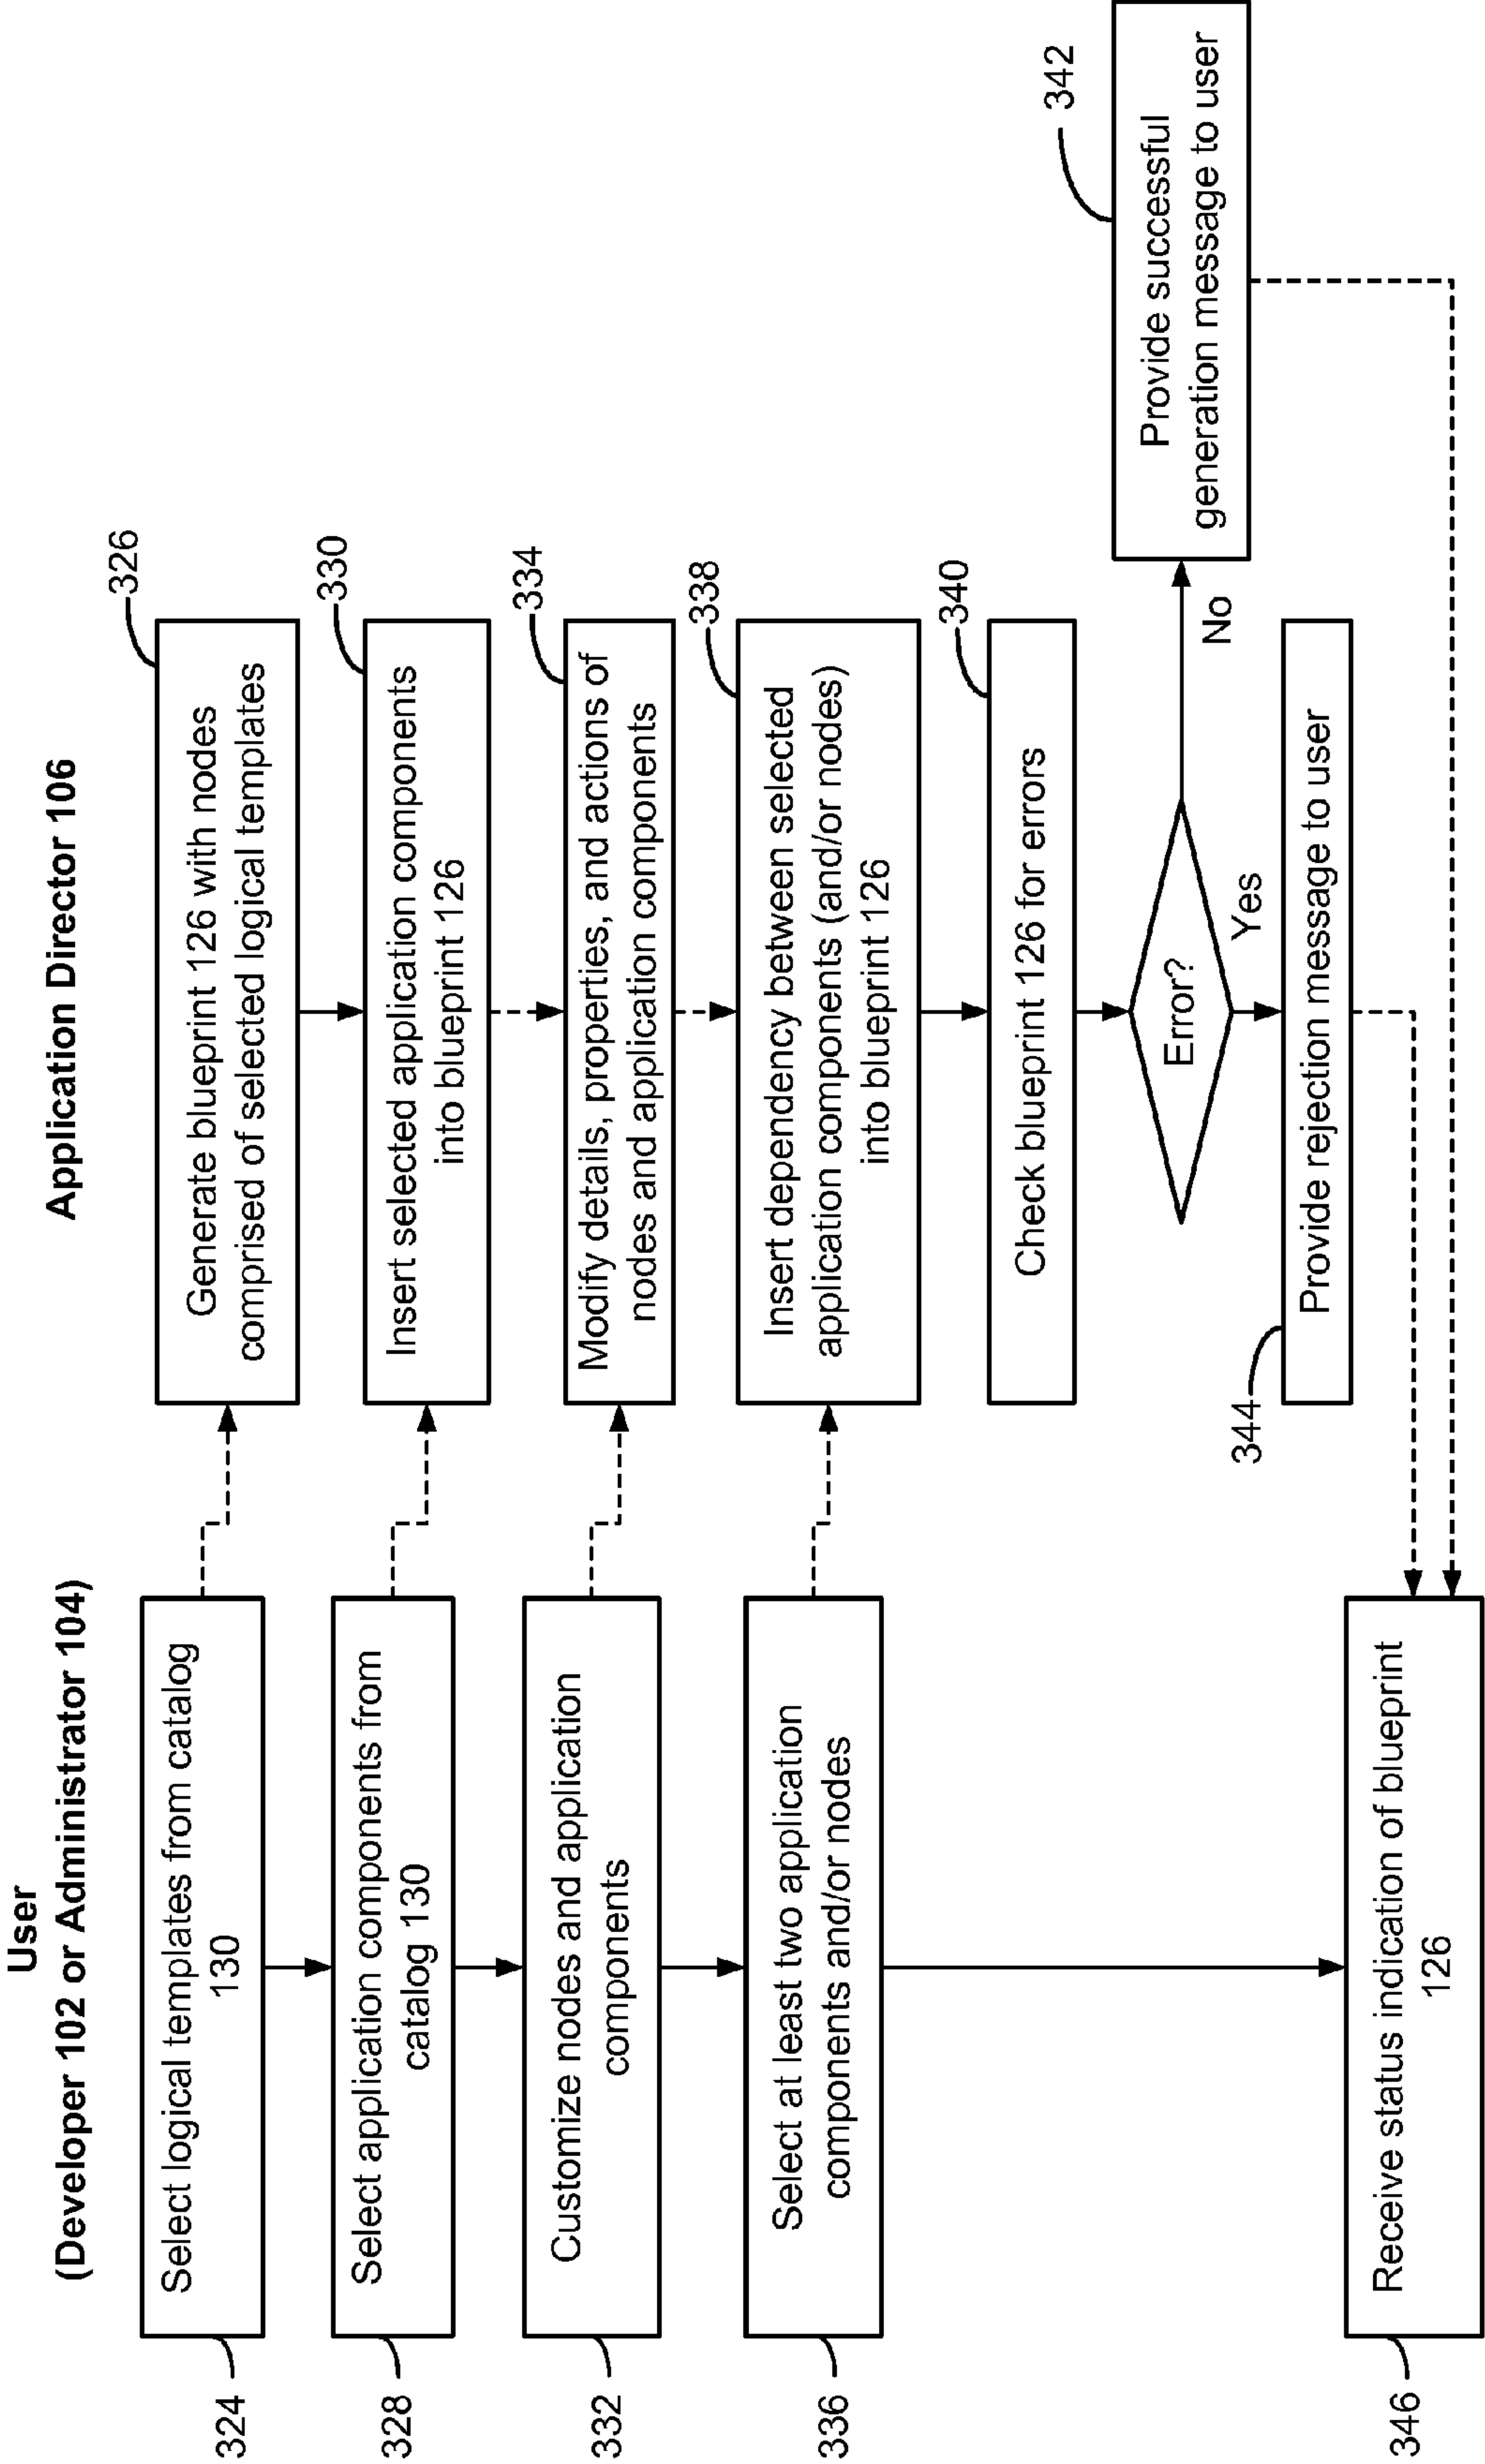 User
(Developer 102 or Administrator 104)
Application Director 106
324
Select logical templates from catalog
130
326
Generate blueprint 126 with nodes
comprised of selected logical templates
328
Select application components from
catalog 130
330
Insert selected application components
into blueprint 126
332
Customize nodes and application
components
334
Modify details, properties, and actions of
nodes and application components
336
Select at least two application
components and/or nodes
338
Insert dependency between selected
application components (and/or nodes)
into blueprint 126
340
Check blueprint 126 for errors
Error?
No
342
Provide successful
generation message to user
Yes
344
Provide rejection message to user
346
Receive status indication of blueprint
126